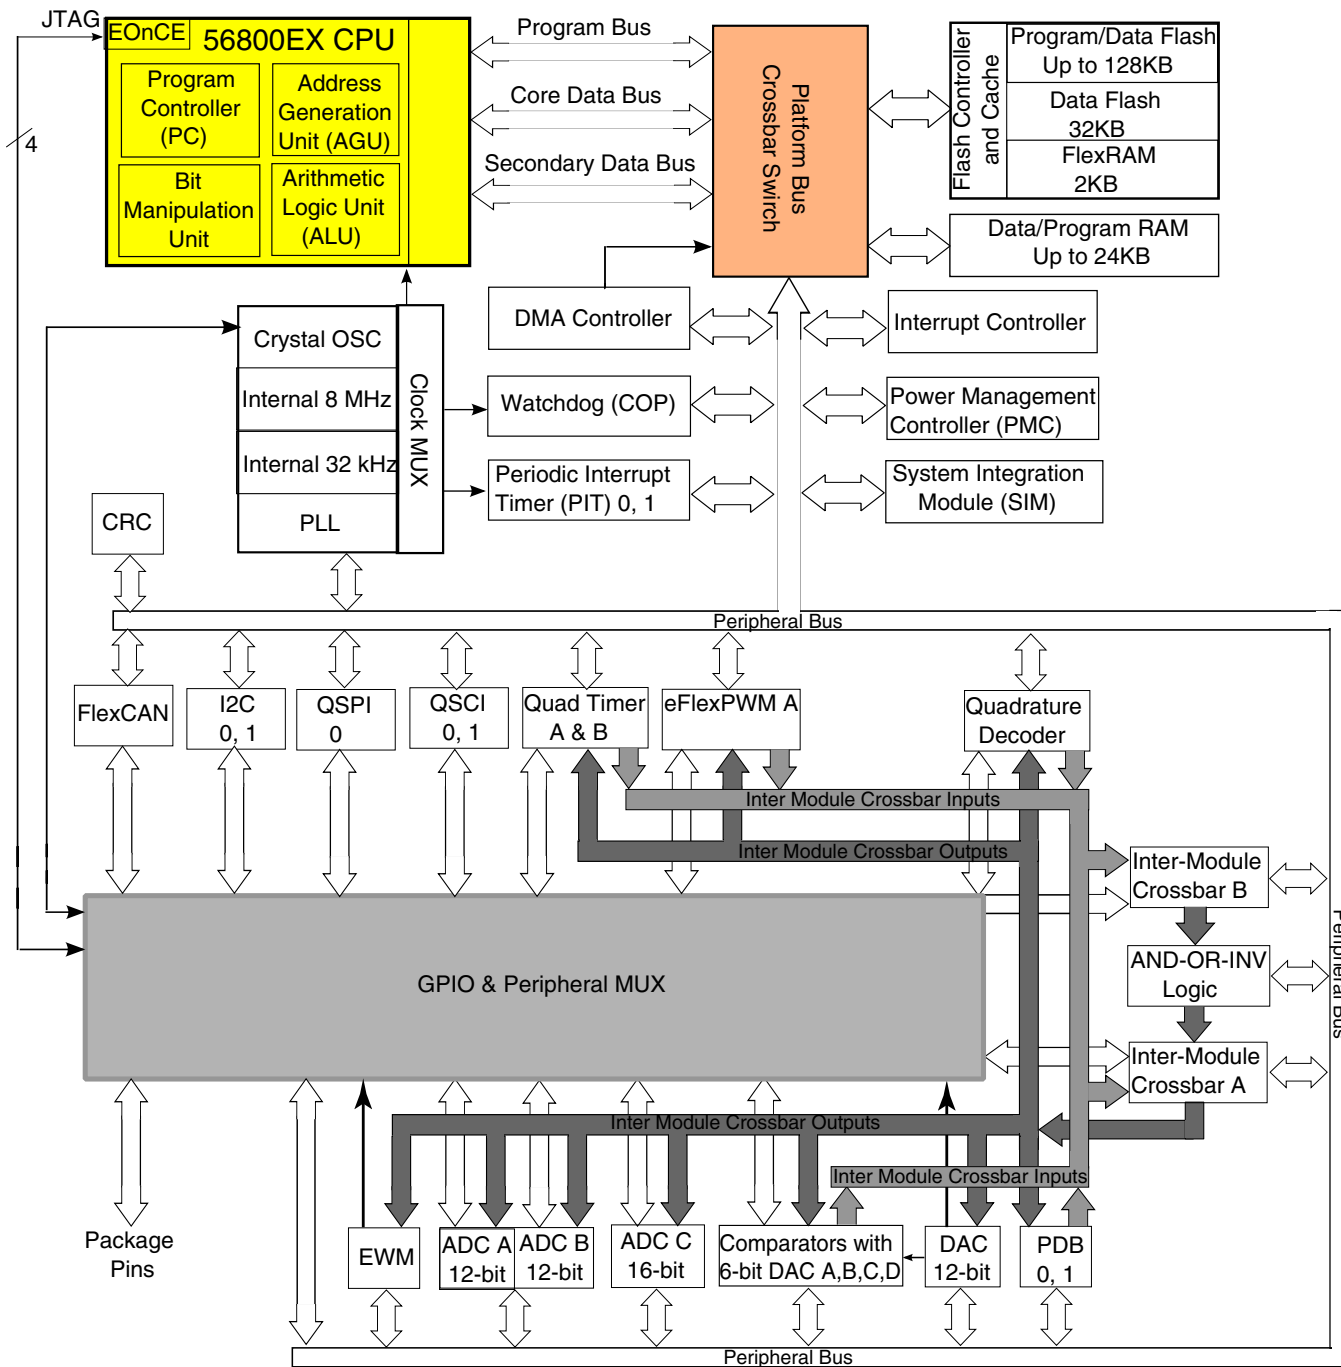 JTAG
EOnCE
56800EX CPU
Program
Controller
(PC)
Address
Generation
Unit (AGU)
Bit
Manipulation
Unit
Arithmetic
Logic Unit
(ALU)
4
Program Bus
Core Data Bus
Secondary Data Bus
Platform Bus
Crossbar Swirch
Flash Controller
and Cache
Program/Data Flash
Up to 128KB
Data Flash
32KB
FlexRAM
2KB
Data/Program RAM
Up to 24KB
DMA Controller
Interrupt Controller
Crystal OSC
Internal 8 MHz
Internal 32 kHz
PLL
Clock MUX
Watchdog (COP)
Power Management
Controller (PMC)
Periodic Interrupt
Timer (PIT) 0, 1
System Integration
Module (SIM)
CRC
Peripheral Bus
FlexCAN
I2C
0, 1
QSPI
0
QSCI
0, 1
Quad Timer
A & B
eFlexPWM A
Quadrature
Decoder
Inter Module Crossbar Inputs
Inter Module Crossbar Outputs
Inter-Module
Crossbar B
GPIO & Peripheral MUX
AND-OR-INV
Logic
Peripheral Bus
Inter-Module
Crossbar A
Inter Module Crossbar Outputs
Inter Module Crossbar Inputs
Package
Pins
EWM
ADC A
12-bit
ADC B
12-bit
ADC C
16-bit
Comparators with
6-bit DAC A,B,C,D
DAC
12-bit
PDB
0, 1
Peripheral Bus